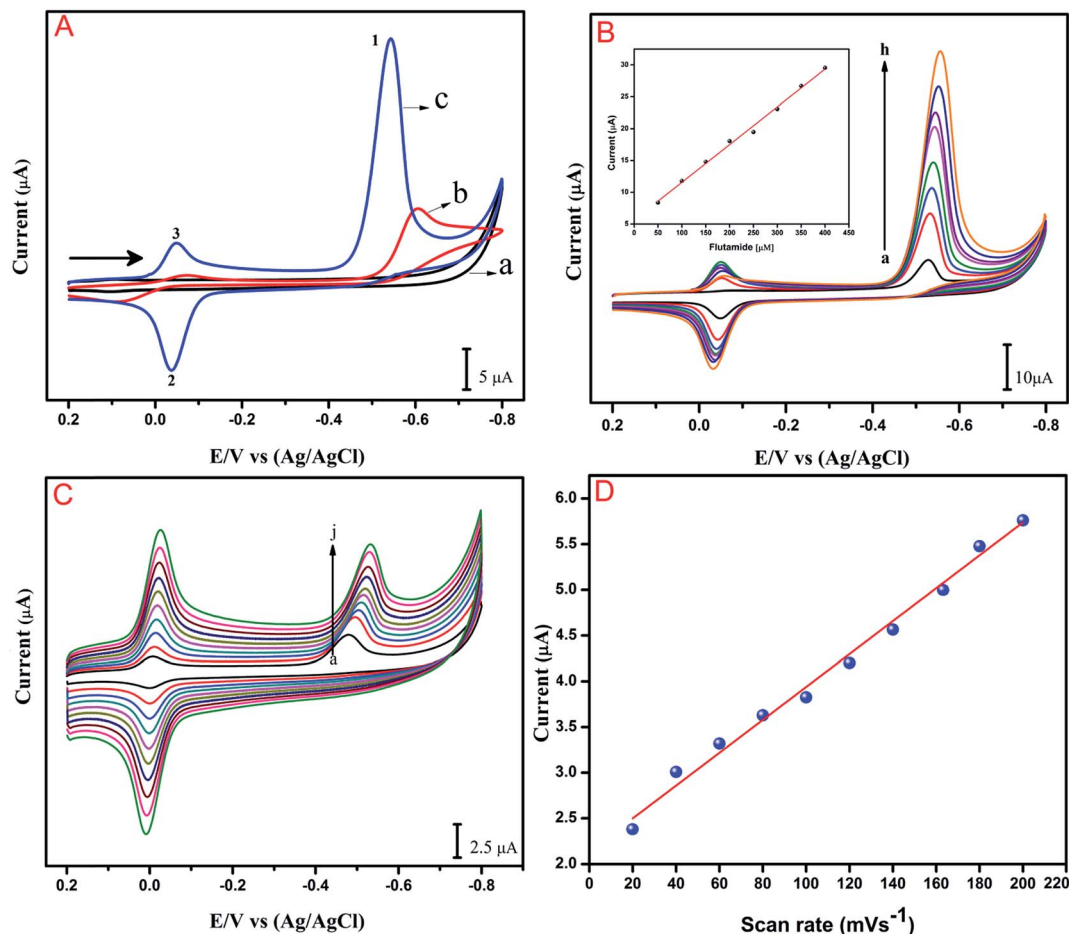 A
1
c
b
a
3
2
5 μA
0.2 0.0 -0.2 -0.4 -0.6 -0.8
Current (μA)
E/V vs (Ag/AgCl)
B
h
a
35
30
25
20
15
10
5
0 50 100 150 200 250 300 350 400 450
Current (μA)
Flutamide [μM]
10μA
0.2 0.0 -0.2 -0.4 -0.6 -0.8
Current (μA)
E/V vs (Ag/AgCl)
C
j
a
2.5 μA
0.2 0.0 -0.2 -0.4 -0.6 -0.8
Current (μA)
E/V vs (Ag/AgCl)
D
6.0
5.5
5.0
4.5
4.0
3.5
3.0
2.5
2.0
0 20 40 60 80 100 120 140 160 180 200 220
Current (μA)
Scan rate (mVs-1)